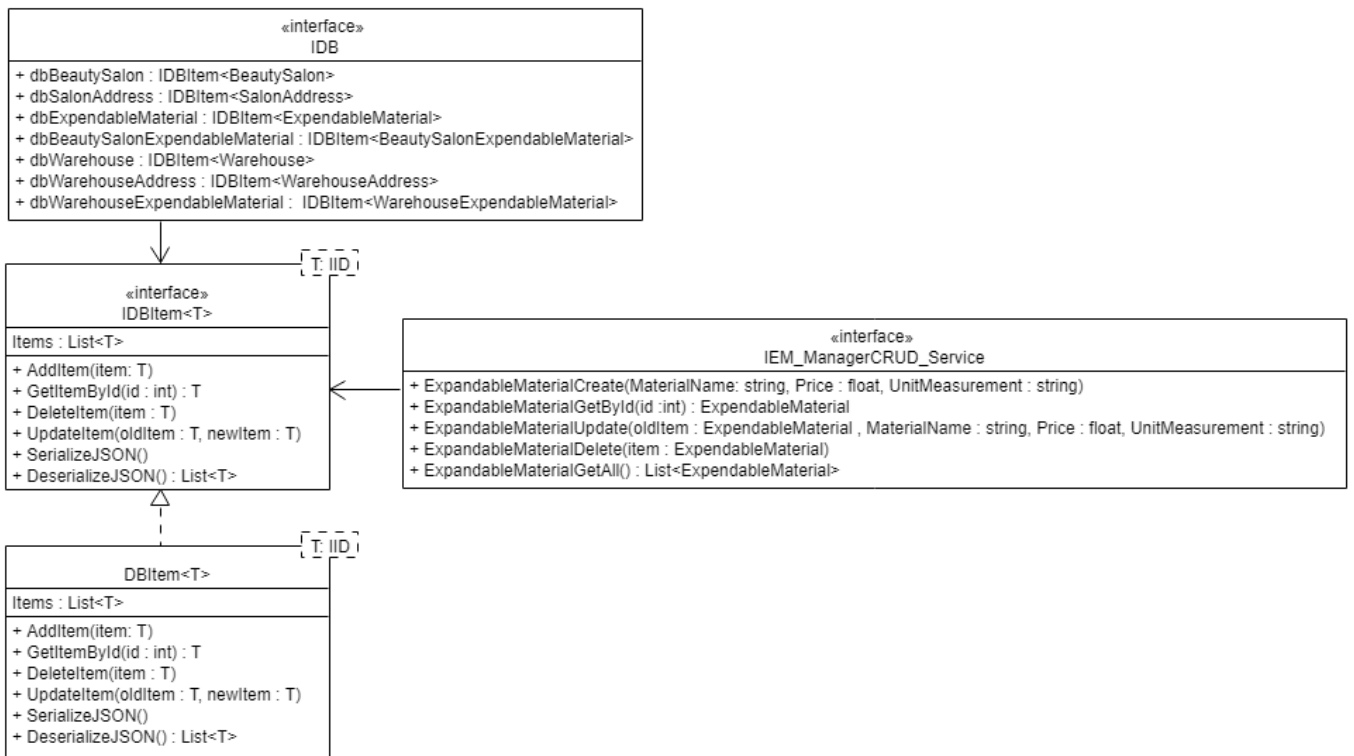 «interface»
IDB
+ dbBeautySalon : IDBItem<BeautySalon>
+ dbSalonAddress : IDBItem<SalonAddress>
+ dbExpendableMaterial : IDBItem<ExpendableMaterial>
+ dbBeautySalonExpendableMaterial : IDBItem<BeautySalonExpendableMaterial>
+ dbWarehouse : IDBItem<Warehouse>
+ dbWarehouseAddress : IDBItem<WarehouseAddress>
+ dbWarehouseExpendableMaterial :  IDBItem<WarehouseExpendableMaterial>
T: IID
«interface»
IDBItem<T>
Items : List<T>
+ AddItem(item: T)
+ GetItemById(id : int) : T
+ DeleteItem(item : T)
+ UpdateItem(oldItem : T, newItem : T)
+ SerializeJSON()
+ DeserializeJSON() : List<T>
«interface»
IEM_ManagerCRUD_Service
+ ExpandableMaterialCreate(MaterialName: string, Price : float, UnitMeasurement : string)
+ ExpandableMaterialGetById(id :int) : ExpendableMaterial
+ ExpandableMaterialUpdate(oldItem : ExpendableMaterial , MaterialName : string, Price : float, UnitMeasurement : string)
+ ExpandableMaterialDelete(item : ExpendableMaterial)
+ ExpandableMaterialGetAll() : List<ExpendableMaterial>
T: IID
DBItem<T>
Items : List<T>
+ AddItem(item: T)
+ GetItemById(id : int) : T
+ DeleteItem(item : T)
+ UpdateItem(oldItem : T, newItem : T)
+ SerializeJSON()
+ DeserializeJSON() : List<T>